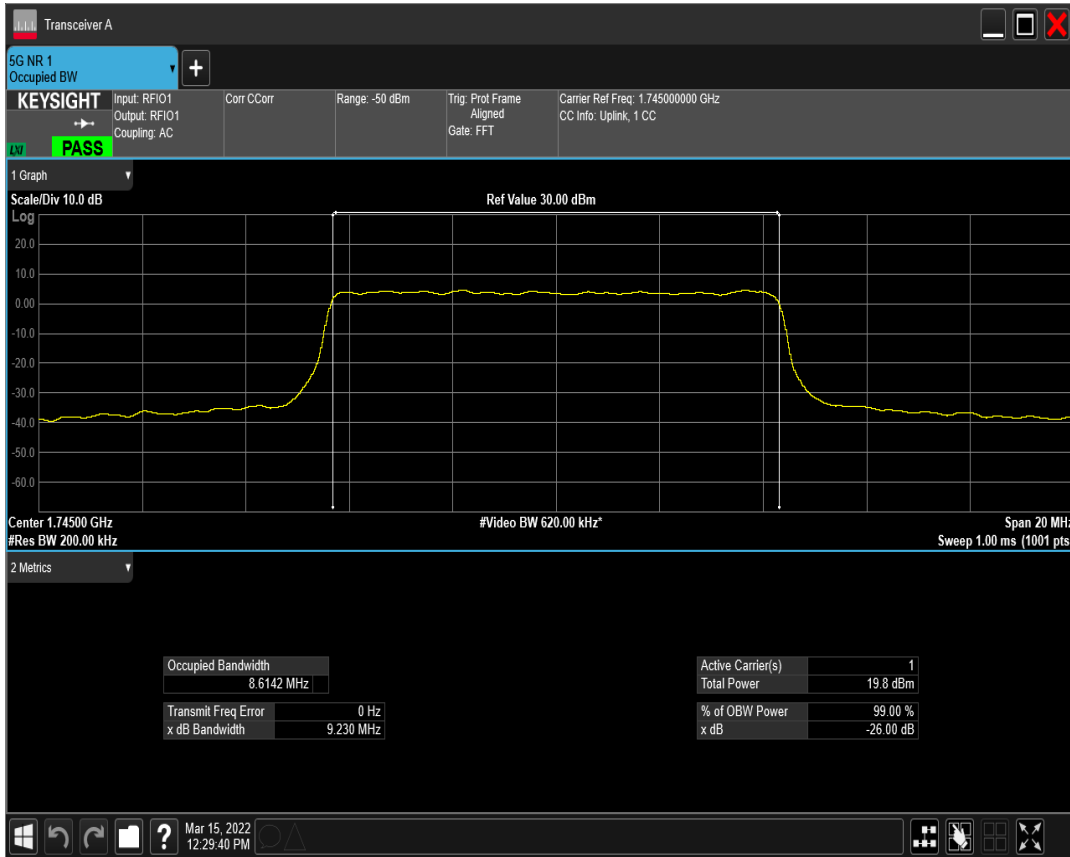 Transceiver A
5G NR 1
Occupied BW
+
KEYSIGHT
LXI PASS
Input: RFIO1
Output: RFIO1
Coupling: AC
Corr CCorr
Range: -50 dBm
Trig: Prot Frame
Aligned
Gate: FFT
Carrier Ref Freq: 1.745000000 GHz
CC Info: Uplink, 1 CC
1 Graph
Scale/Div 10.0 dB
Ref Value 30.00 dBm
Log
20.0
10.0
0.00
-10.0
-20.0
-30.0
-40.0
-50.0
-60.0
Center 1.74500 GHz
#Video BW 620.00 kHz*
Span 20 MHz
#Res BW 200.00 kHz
Sweep 1.00 ms (1001 pts
2 Metrics
Occupied Bandwidth
8.6142 MHz
Transmit Freq Error 0 Hz
x dB Bandwidth 9.230 MHz
Active Carrier(s) 1
Total Power 19.8 dBm
% of OBW Power 99.00 %
x dB -26.00 dB
?
Mar 15, 2022
12:29:40 PM